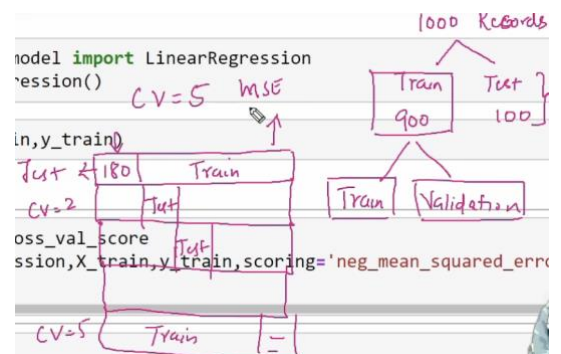 1000 Records
model import LinearRegression
ression()
CV=5 MSE
Train Test
900 100
in,y_train)
Test 180 Train
CV=2 Test
Train Validation
oss_val_score
Test
ssion,X_train,y_train,scoring='neg_mean_squared_erro
CV=5 Train